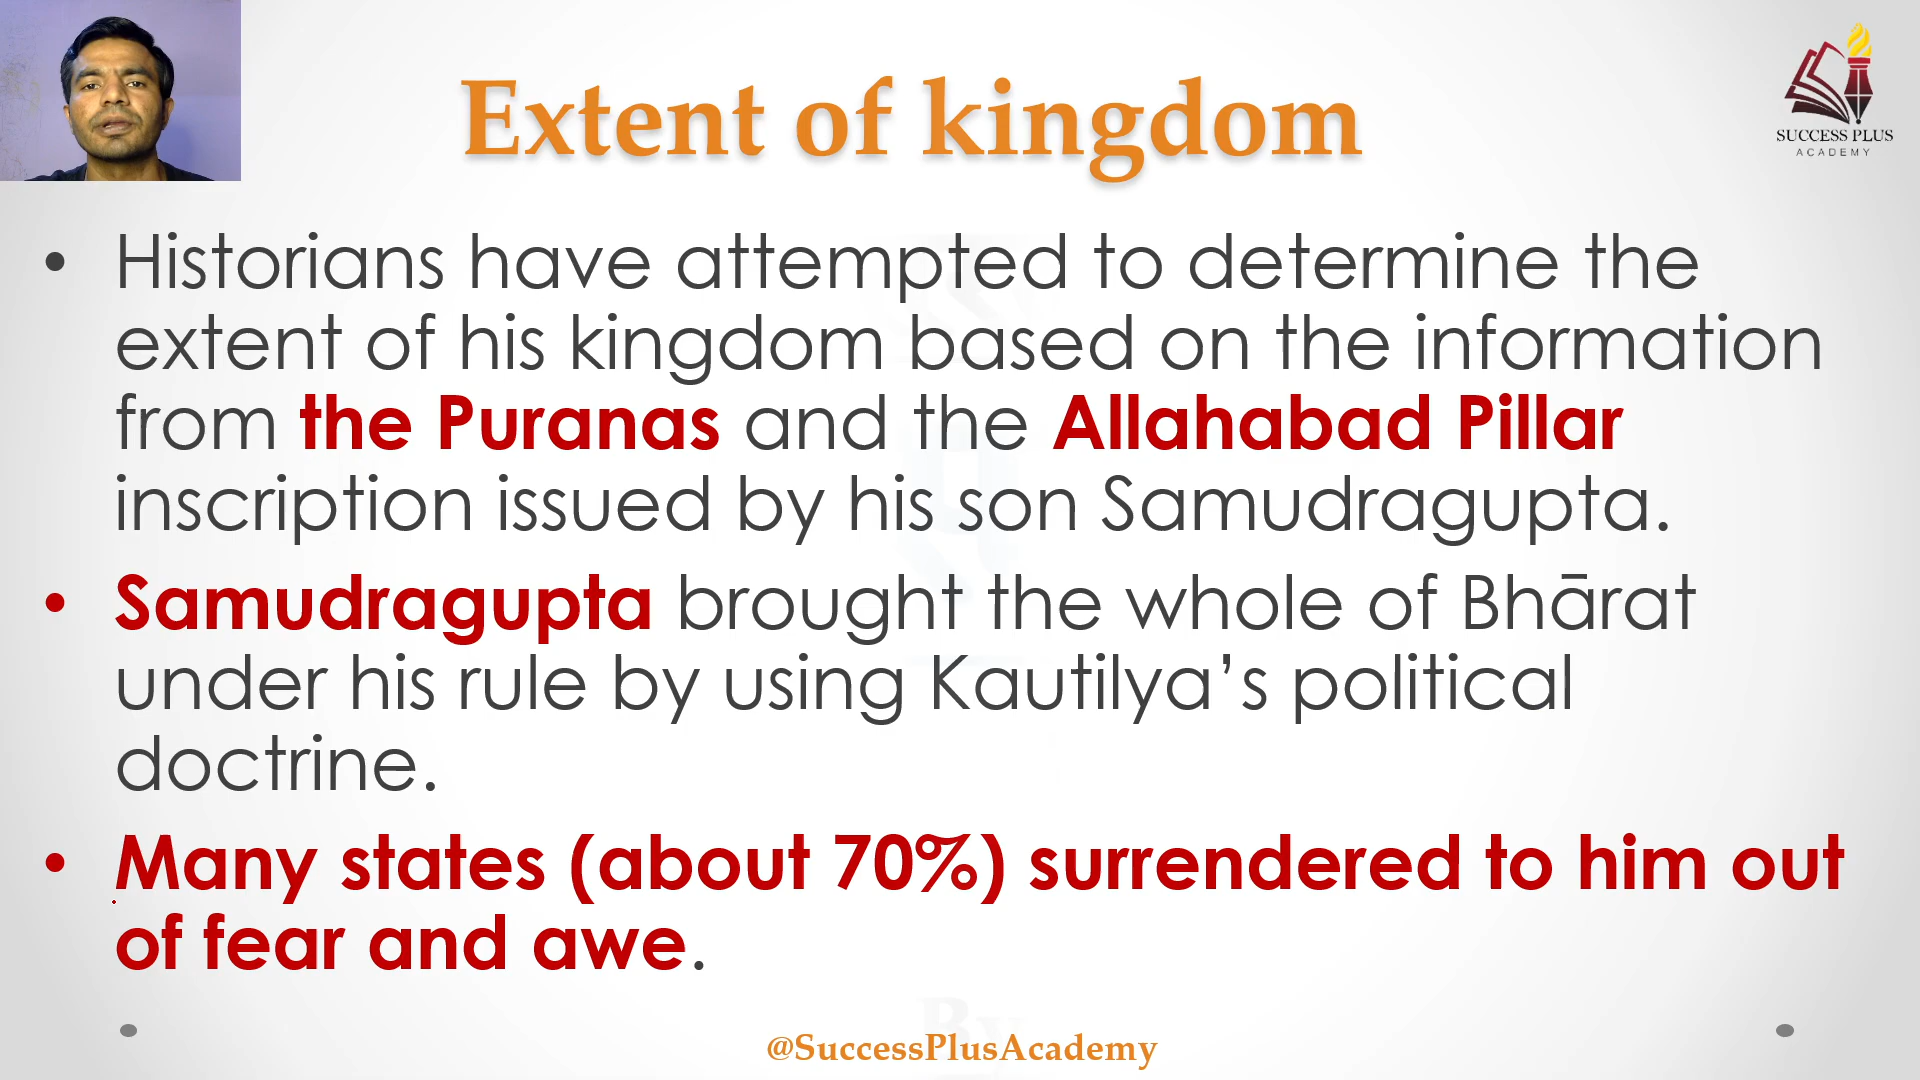 Extent of kingdom
SUCCESS PLUS
ACADEMY
• Historians have attempted to determine the
extent of his kingdom based on the information
from the Puranas and the Allahabad Pillar
inscription issued by his son Samudragupta.
• Samudragupta brought the whole of Bhārat
under his rule by using Kautilya’s political
doctrine.
• Many states (about 70%) surrendered to him out
of fear and awe.
By
@SuccessPlusAcademy